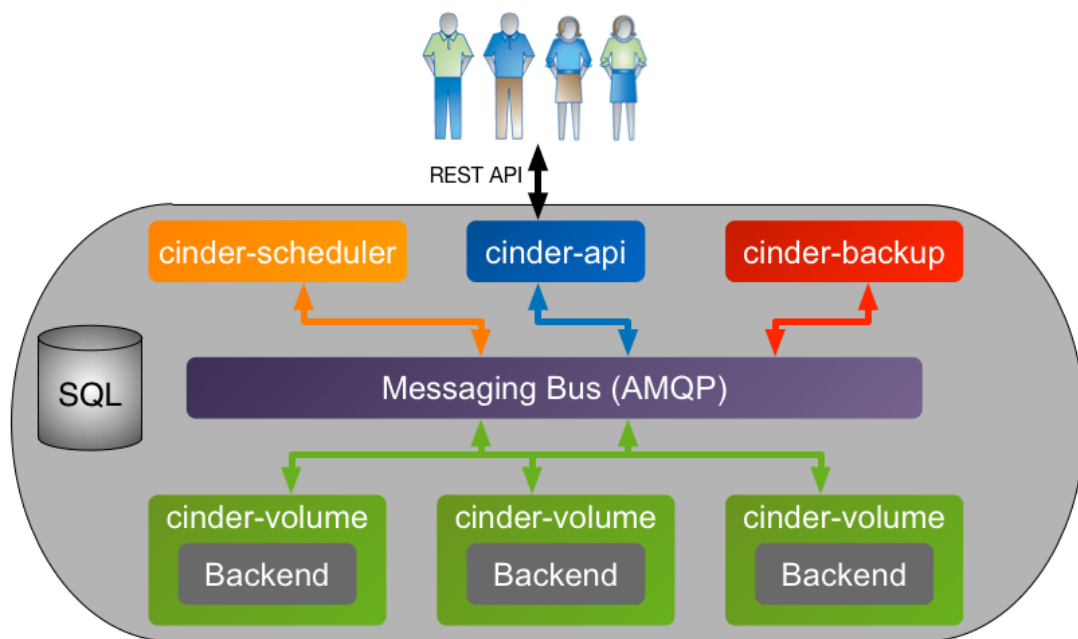 REST API
cinder-scheduler
cinder-api
cinder-backup
SQL
Messaging Bus (AMQP)
cinder-volume
cinder-volume
cinder-volume
Backend
Backend
Backend